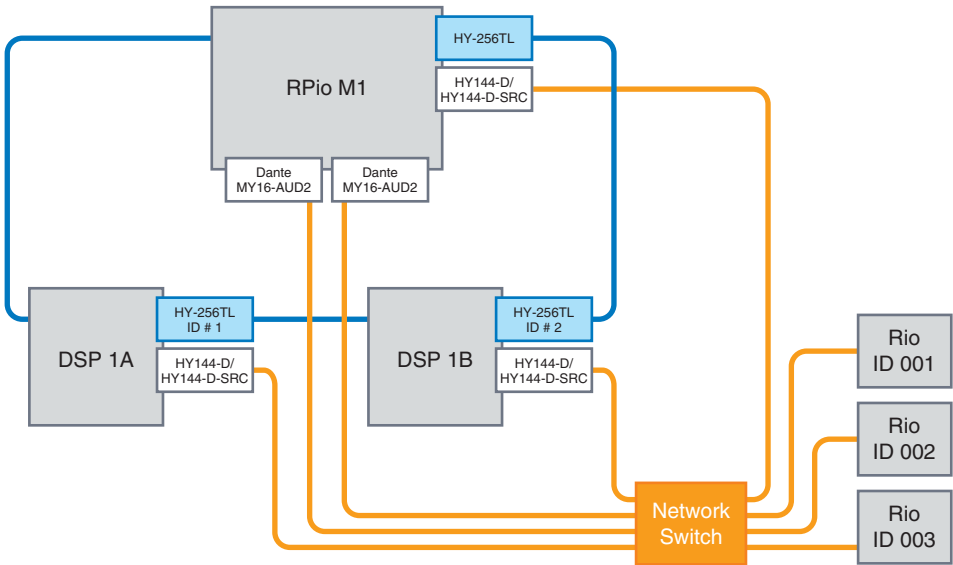 RPio M1
HY-256TL
HY144-D/
HY144-D-SRC
Dante
MY16-AUD2
Dante
MY16-AUD2
DSP 1A
HY-256TL
ID # 1
HY144-D/
HY144-D-SRC
DSP 1B
HY-256TL
ID # 2
HY144-D/
HY144-D-SRC
Rio
ID 001
Rio
ID 002
Rio
ID 003
Network
Switch